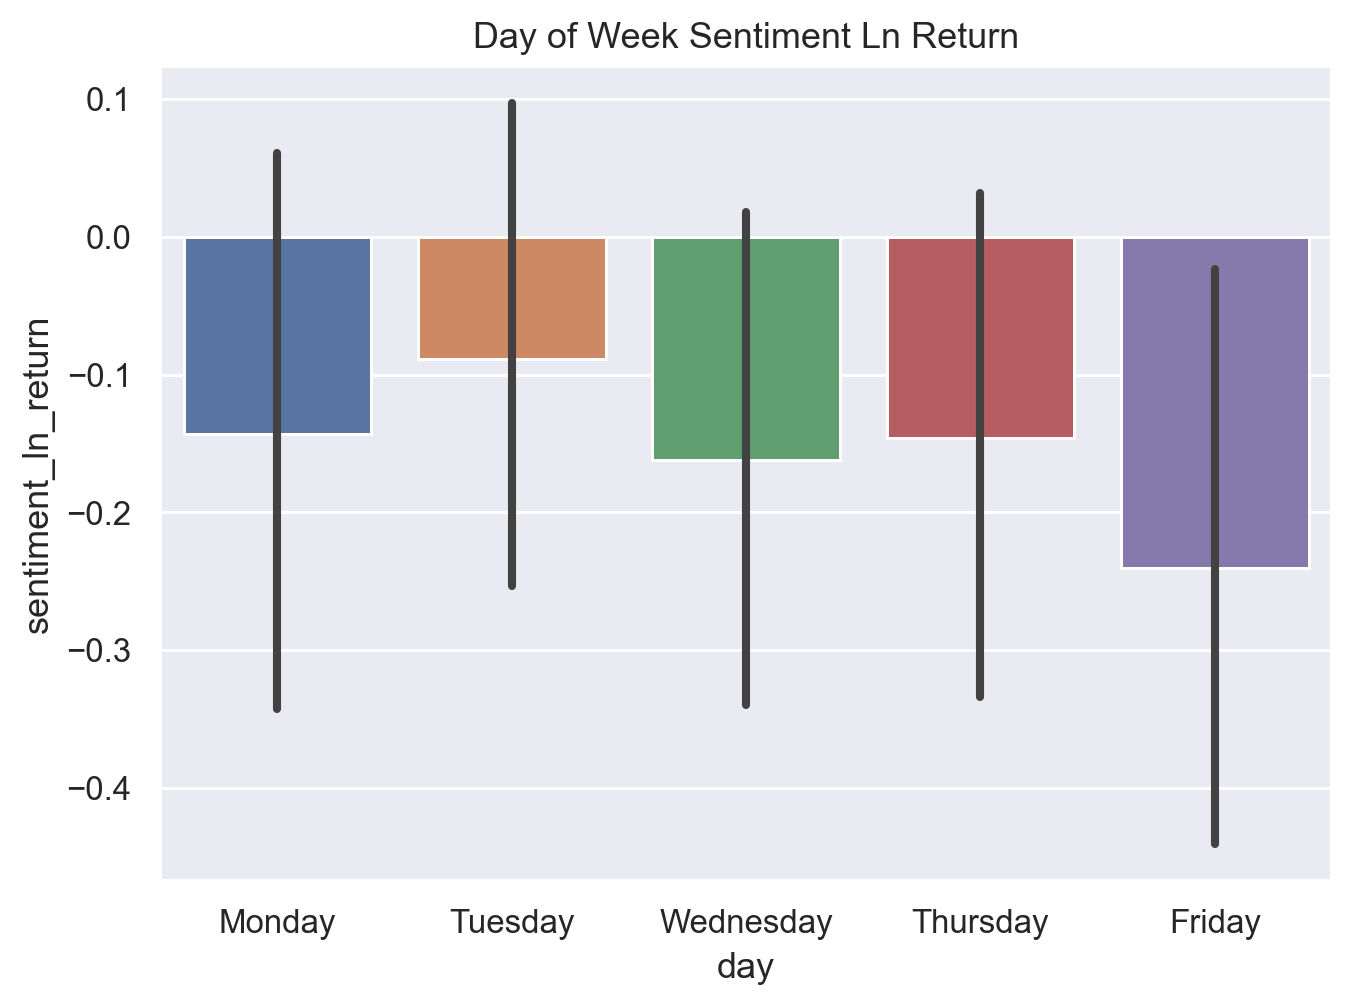 Day of Week Sentiment Ln Return
0.1
0.0
−0.1
−0.2
−0.3
−0.4
sentiment_ln_return
Monday Tuesday Wednesday Thursday Friday
day